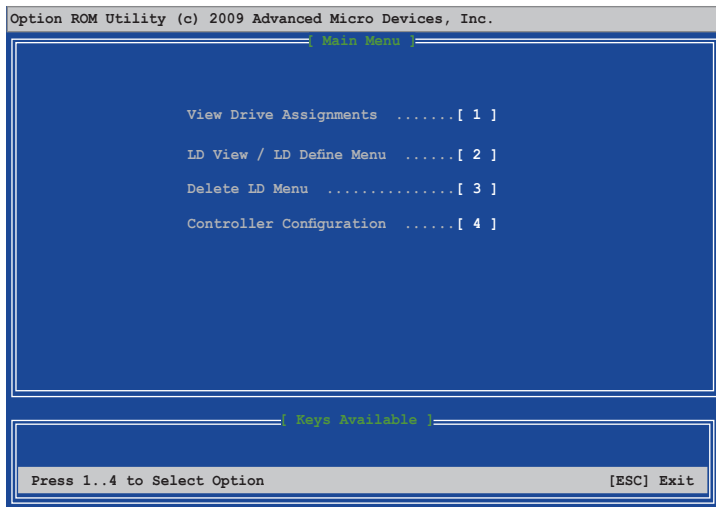 Option ROM Utility (c) 2009 Advanced Micro Devices, Inc.
[ Main Menu ]
View Drive Assignments .......[ 1 ]
LD View / LD Define Menu ......[ 2 ]
Delete LD Menu ...............[ 3 ]
Controller Configuration ......[ 4 ]
[ Keys Available ]
Press 1..4 to Select Option [ESC] Exit